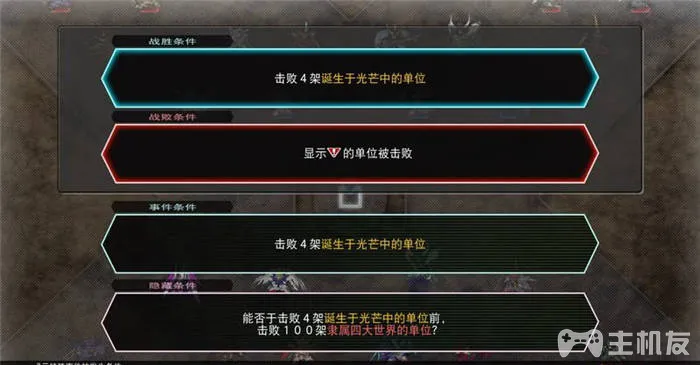 战胜条件
击败4架诞生于光芒中的单位
战败条件
显示的单位被击败
事件条件
击败4架诞生于光芒中的单位
隐藏条件
能否于击败4架诞生于光芒中的单位前,
击败100架隶属四大世界的单位?
主机友